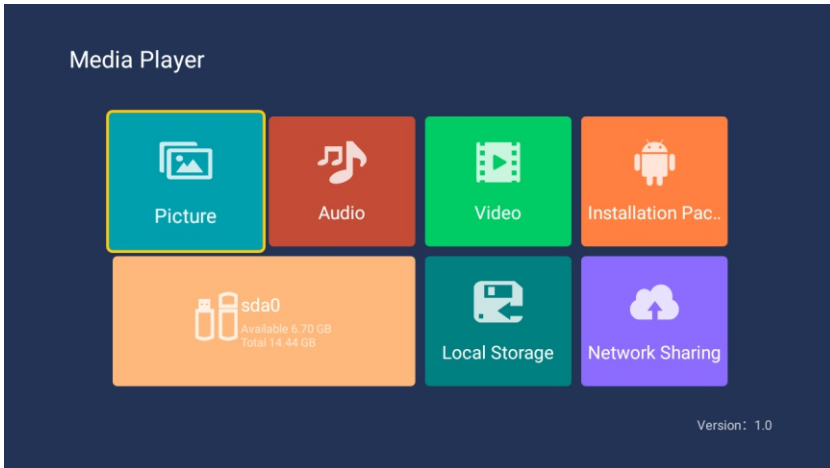 Media Player
Picture
Audio
Video
Installation Pac..
sda0
Available 6.70 GB
Total 14.44 GB
Local Storage
Network Sharing
Version: 1.0